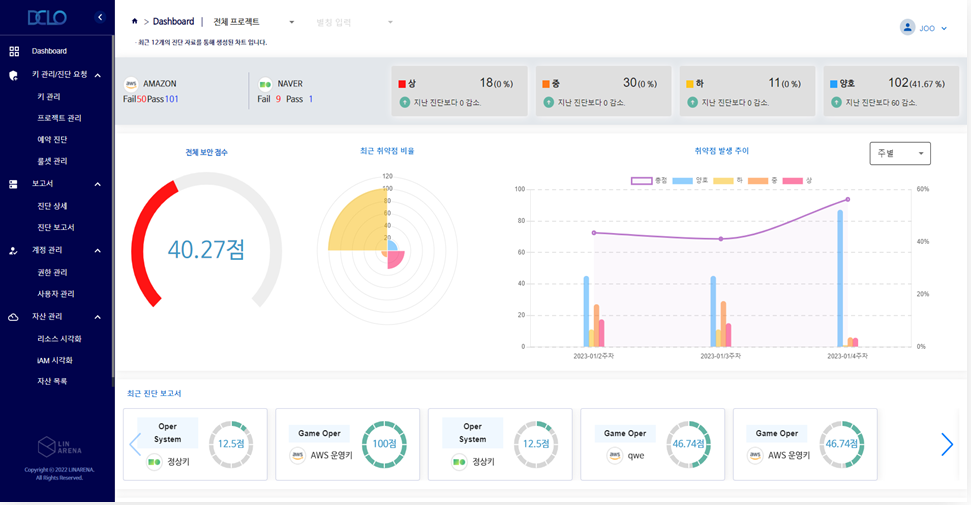 DCLO
Dashboard
키 관리/진단 요청
키 관리
프로젝트 관리
예약 진단
룰셋 관리
보고서
진단 상세
진단 보고서
계정 관리
권한 관리
사용자 관리
자산 관리
리소스 시각화
IAM 시각화
자산 목록
LIN
ARENA
Copyright © 2022 LINARENA.
All Rights Reserved.
> Dashboard | 전체 프로젝트 별칭 입력
· 최근 12개의 진단 자료를 통해 생성된 차트 입니다.
JOO
aws AMAZON
Fail50Pass101
NAVER
Fail 9 Pass 1
상 18(0 %)
지난 진단보다 0 감소.
중 30(0 %)
지난 진단보다 0 감소.
하 11(0 %)
지난 진단보다 0 감소.
양호 102(41.67 %)
지난 진단보다 60 감소.
전체 보안 점수
40.27점
최근 취약점 비율
120
100
80
60
40
20
취약점 발생 추이
주별
총점 양호 하 중 상
100
80
60
40
20
0
60%
40%
20%
0%
2023-01/2주차 2023-01/3주차 2023-01/4주차
최근 진단 보고서
Oper
System
정상키
12.5점
Game Oper
aws AWS 운영키
100점
Oper
System
정상키
12.5점
Game Oper
aws qwe
46.74점
Game Oper
aws AWS 운영키
46.74점